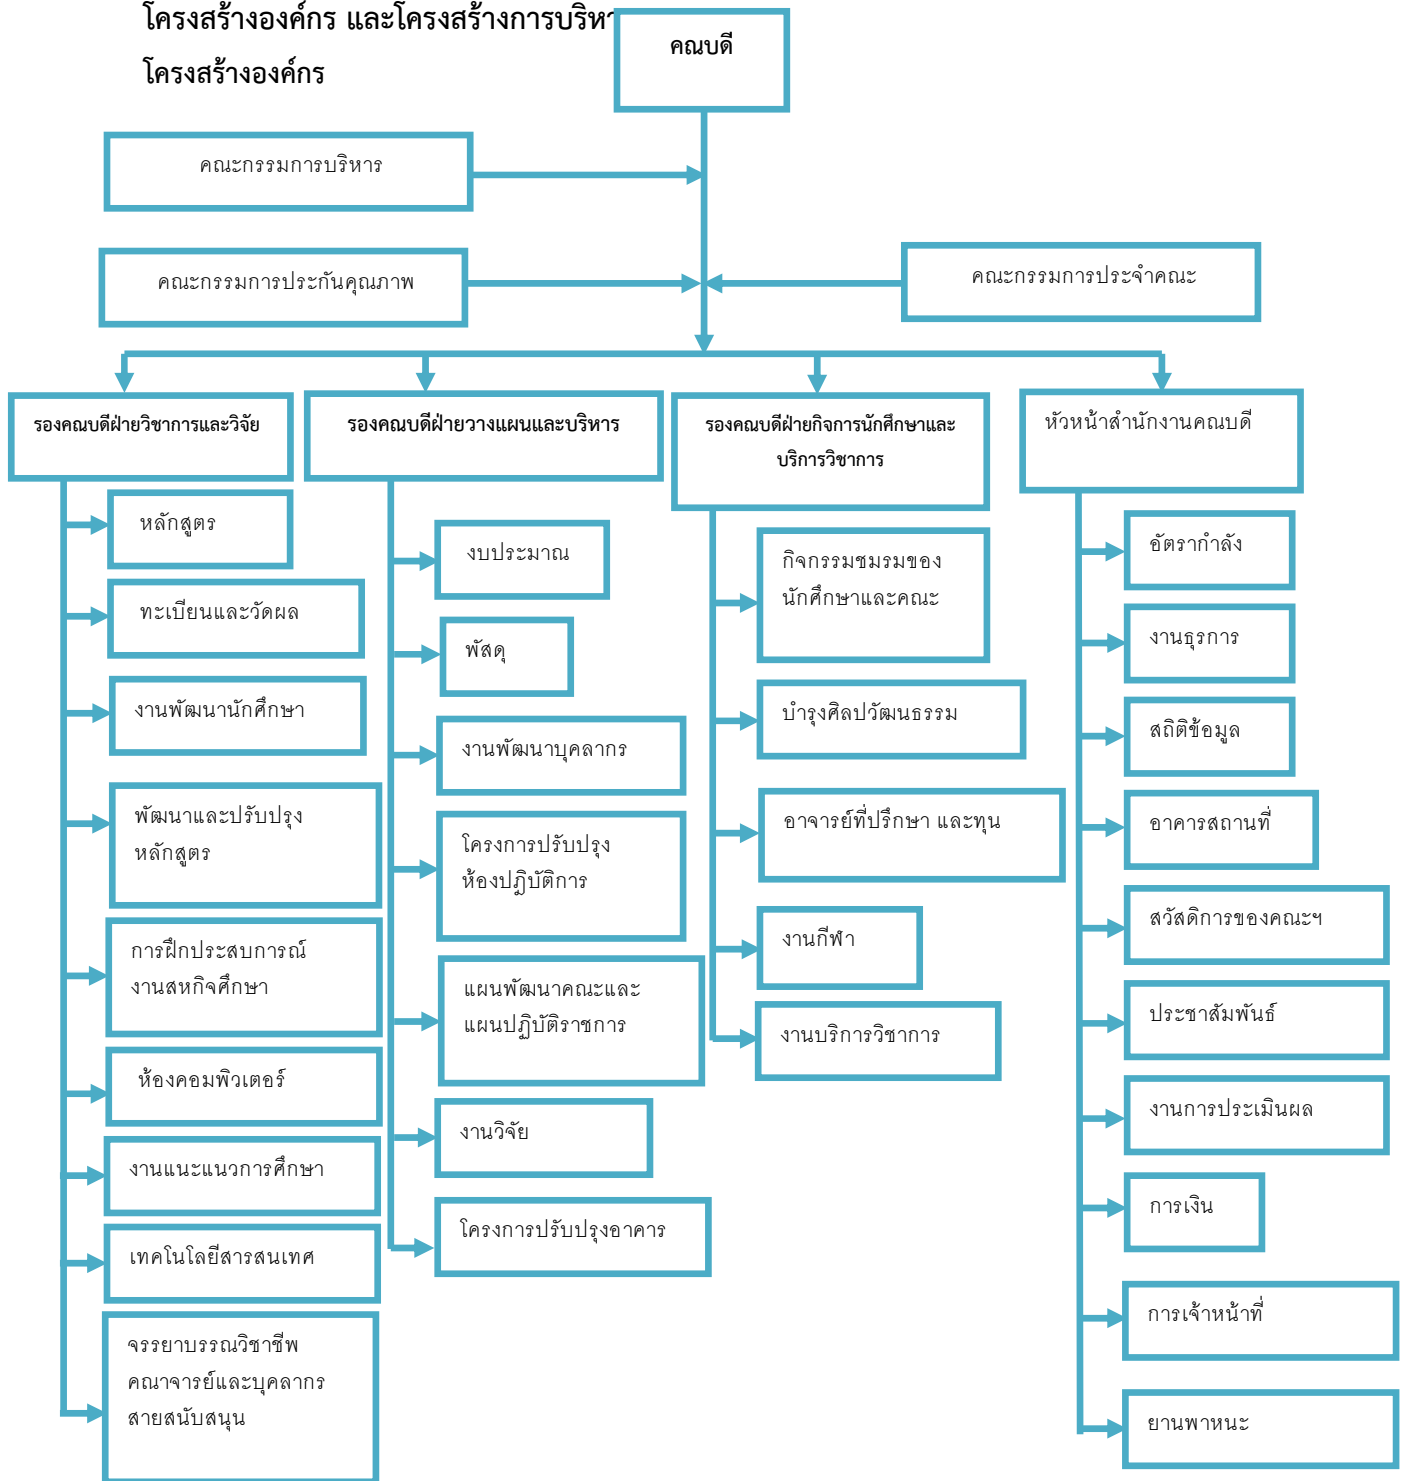 โครงสร้างองค์กร และโครงสร้างการบริหา
โครงสร้างองค์กร
คณบดี
คณะกรรมการบริหาร
คณะกรรมการประกันคุณภาพ
คณะกรรมการประจำคณะ
รองคณบดีฝ่ายวิชาการและวิจัย
หลักสูตร
ทะเบียนและวัดผล
งานพัฒนานักศึกษา
พัฒนาและปรับปรุง
หลักสูตร
การฝึกประสบการณ์
งานสหกิจศึกษา
ห้องคอมพิวเตอร์
งานแนะแนวการศึกษา
เทคโนโลยีสารสนเทศ
จรรยาบรรณวิชาชีพ
คณาจารย์และบุคลากร
สายสนับสนุน
รองคณบดีฝ่ายวางแผนและบริหาร
งบประมาณ
พัสดุ
งานพัฒนาบุคลากร
โครงการปรับปรุง
ห้องปฏิบัติการ
แผนพัฒนาคณะและ
แผนปฏิบัติราชการ
งานวิจัย
โครงการปรับปรุงอาคาร
รองคณบดีฝ่ายกิจการนักศึกษาและ
บริการวิชาการ
กิจกรรมชมรมของ
นักศึกษาและคณะ
บำรุงศิลปวัฒนธรรม
อาจารย์ที่ปรึกษา และทุน
งานกีฬา
งานบริการวิชาการ
หัวหน้าสำนักงานคณบดี
อัตรากำลัง
งานธุรการ
สถิติข้อมูล
อาคารสถานที่
สวัสดิการของคณะฯ
ประชาสัมพันธ์
งานการประเมินผล
การเงิน
การเจ้าหน้าที่
ยานพาหนะ